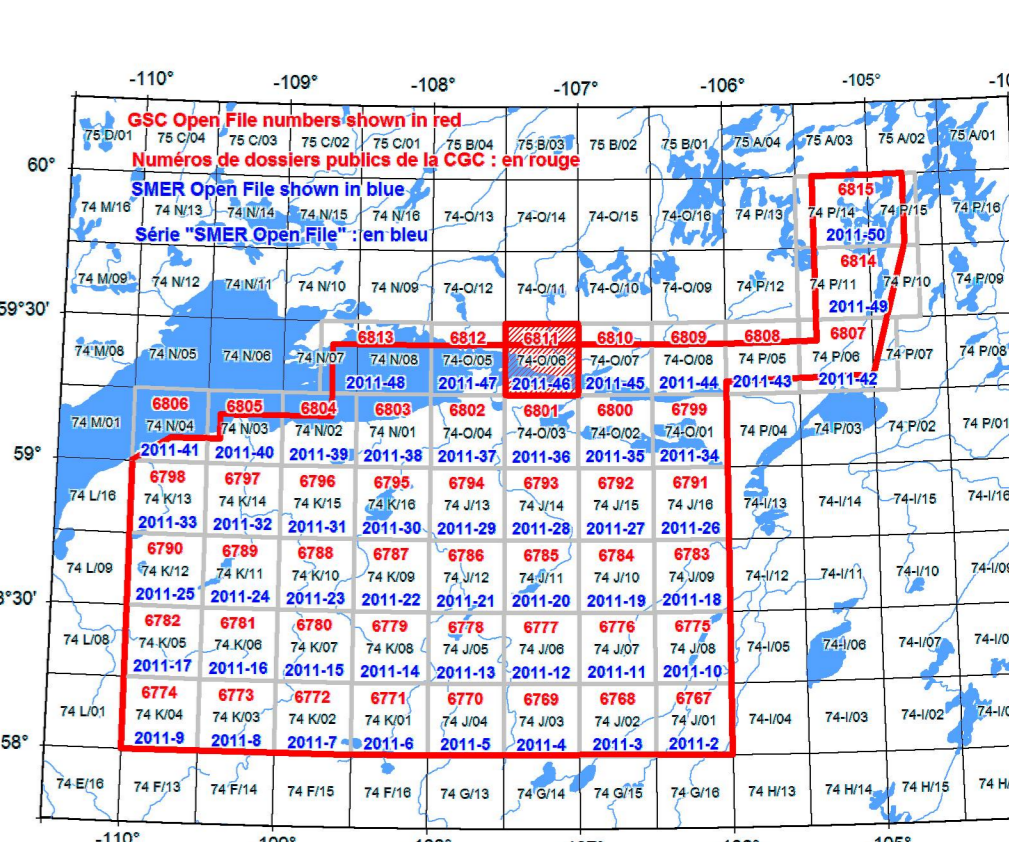 -110° -109° -108° -107° -106° -105°
GSC Open File numbers shown in red
75 D/01 75 C/04 75 C/03 75 C/02 75 C/01 75 B/04 75 B/03 75 B/02 75 B/01 75 A/04 75 A/03 75 A/02 75 A/01
60°
Numéros de dossiers publics de la CGC : en rouge
SMER Open File shown in blue
6815
74 M/16 74 N/13 74 N/14 74 N/15 74 N/16 74-O/13 74-O/14 74-O/15 74-O/16 74 P/13 74 P/14 74 P/15 74 P/16
Série "SMER Open File" : en bleu
2011-50
6814
74 M/09 74 N/12 74 N/11 74 N/10 74 N/09 74-O/12 74-O/11 74-O/10 74-O/09 74 P/12 74 P/11 74 P/10 74 P/09
59°30'
2011-49
6813 6812 6811 6810 6809 6808 6807
74 M/08 74 N/05 74 N/06 74 N/07 74 N/08 74-O/05 74-O/06 74-O/07 74-O/08 74 P/05 74 P/06 74 P/07 74 P/08
2011-48 2011-47 2011-46 2011-45 2011-44 2011-43 2011-42
6806 6805 6804 6803 6802 6801 6800 6799
74 M/01 74 N/04 74 N/03 74 N/02 74 N/01 74-O/04 74-O/03 74-O/02 74-O/01 74 P/04 74 P/03 74 P/02 74 P/01
59°
2011-41 2011-40 2011-39 2011-38 2011-37 2011-36 2011-35 2011-34
6798 6797 6796 6795 6794 6793 6792 6791
74 L/16 74 K/13 74 K/14 74 K/15 74 K/16 74 J/13 74 J/14 74 J/15 74 J/16 74-I/13 74-I/14 74-I/15 74-I/16
2011-33 2011-32 2011-31 2011-30 2011-29 2011-28 2011-27 2011-26
6790 6789 6788 6787 6786 6785 6784 6783
74 L/09 74 K/12 74 K/11 74 K/10 74 K/09 74 J/12 74 J/11 74 J/10 74 J/09 74-I/12 74-I/11 74-I/10 74-I/09
2011-25 2011-24 2011-23 2011-22 2011-21 2011-20 2011-19 2011-18
8°30'
6782 6781 6780 6779 6778 6777 6776 6775
74 L/08 74 K/05 74 K/06 74 K/07 74 K/08 74 J/05 74 J/06 74 J/07 74 J/08 74-I/05 74-I/06 74-I/07 74-I/0
2011-17 2011-16 2011-15 2011-14 2011-13 2011-12 2011-11 2011-10
6774 6773 6772 6771 6770 6769 6768 6767
74 L/01 74 K/04 74 K/03 74 K/02 74 K/01 74 J/04 74 J/03 74 J/02 74 J/01 74-I/04 74-I/03 74-I/02 74-I/0
58°
2011-9 2011-8 2011-7 2011-6 2011-5 2011-4 2011-3 2011-2
74 E/16 74 F/13 74 F/14 74 F/15 74 F/16 74 G/13 74 G/14 74 G/15 74 G/16 74 H/13 74 H/14 74 H/15 74 H/